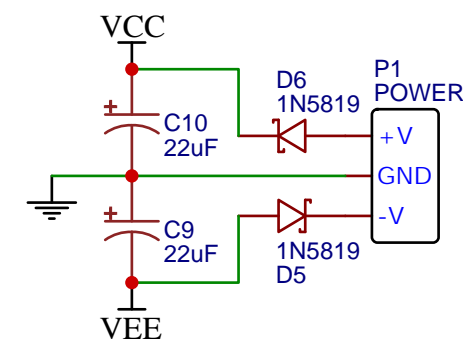 VCC
D6
1N5819
P1
POWER
+
C10
22uF
+V
GND
-V
+
C9
22uF
1N5819
D5
VEE